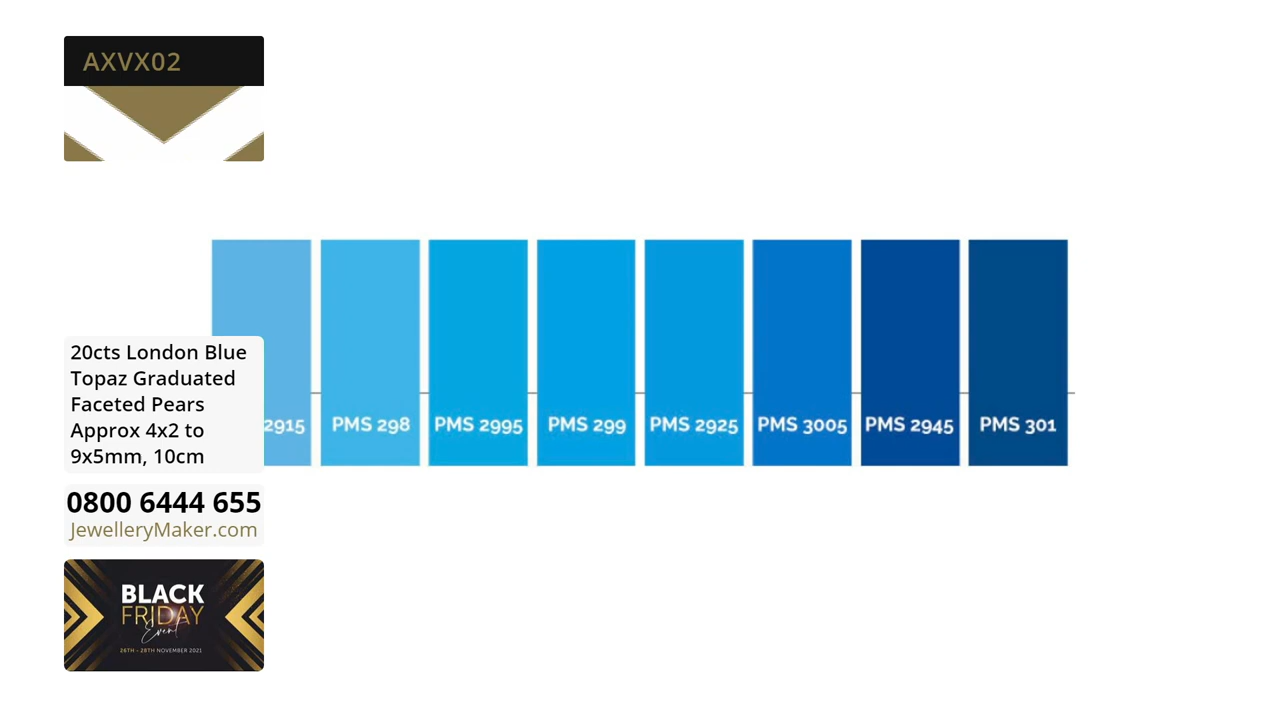 AXVX02
2915 PMS 298 PMS 2995 PMS 299 PMS 2925 PMS 3005 PMS 2945 PMS 301
20cts London Blue
Topaz Graduated
Faceted Pears
Approx 4x2 to
9x5mm, 10cm
0800 6444 655
JewelleryMaker.com
BLACK
FRIDAY
Event
26TH - 28TH NOVEMBER 2021